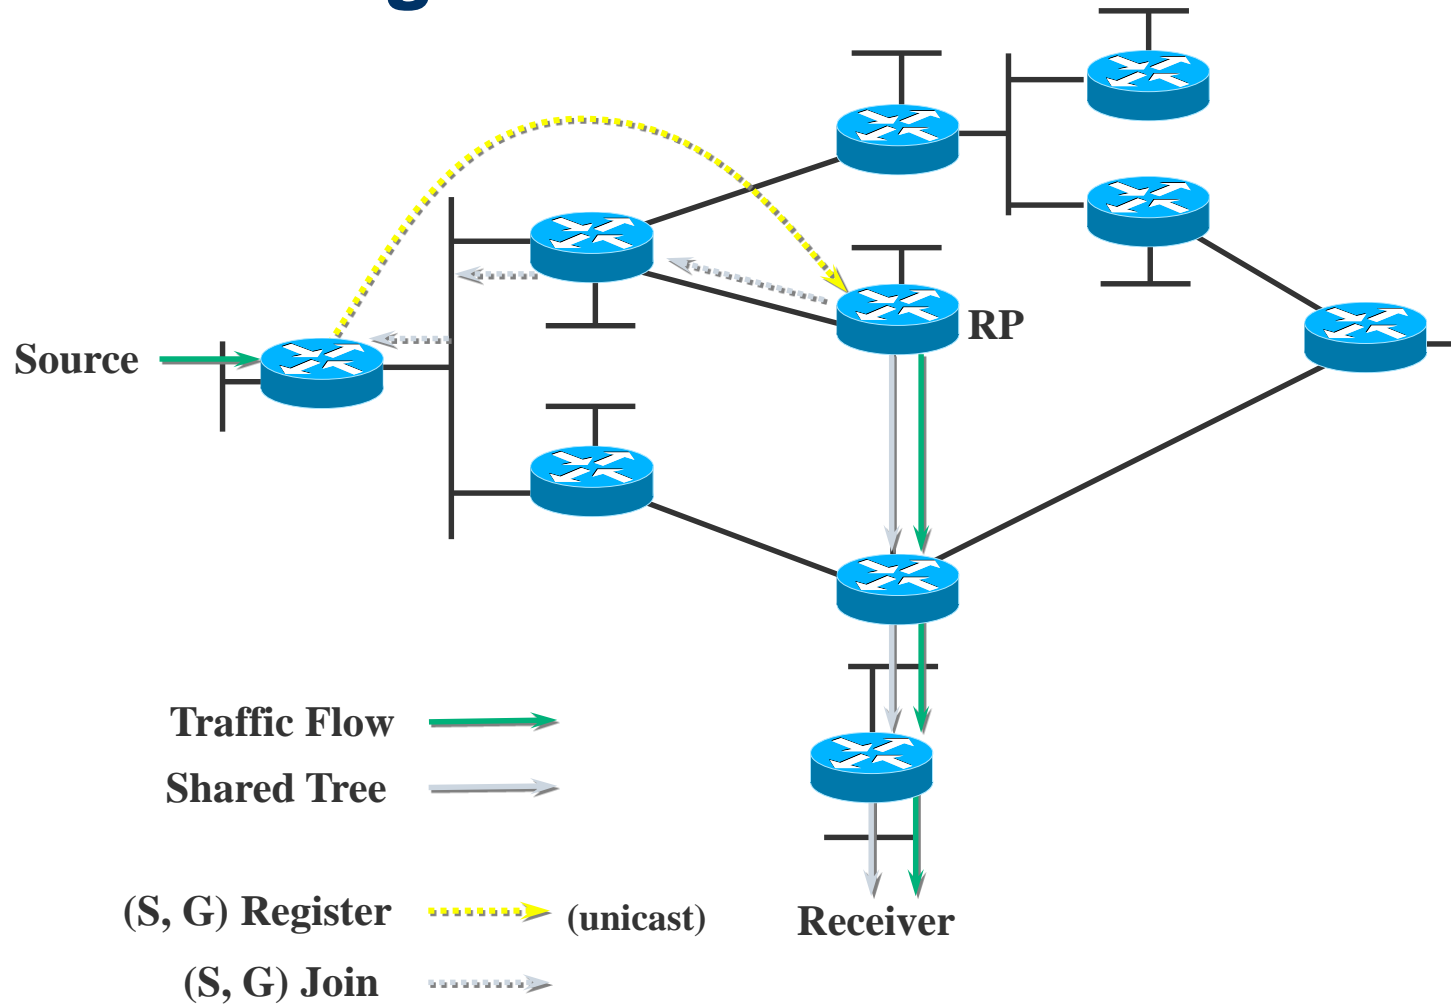 RP
Source
Traffic Flow
Shared Tree
(S, G) Register
(unicast)
Receiver
(S, G) Join